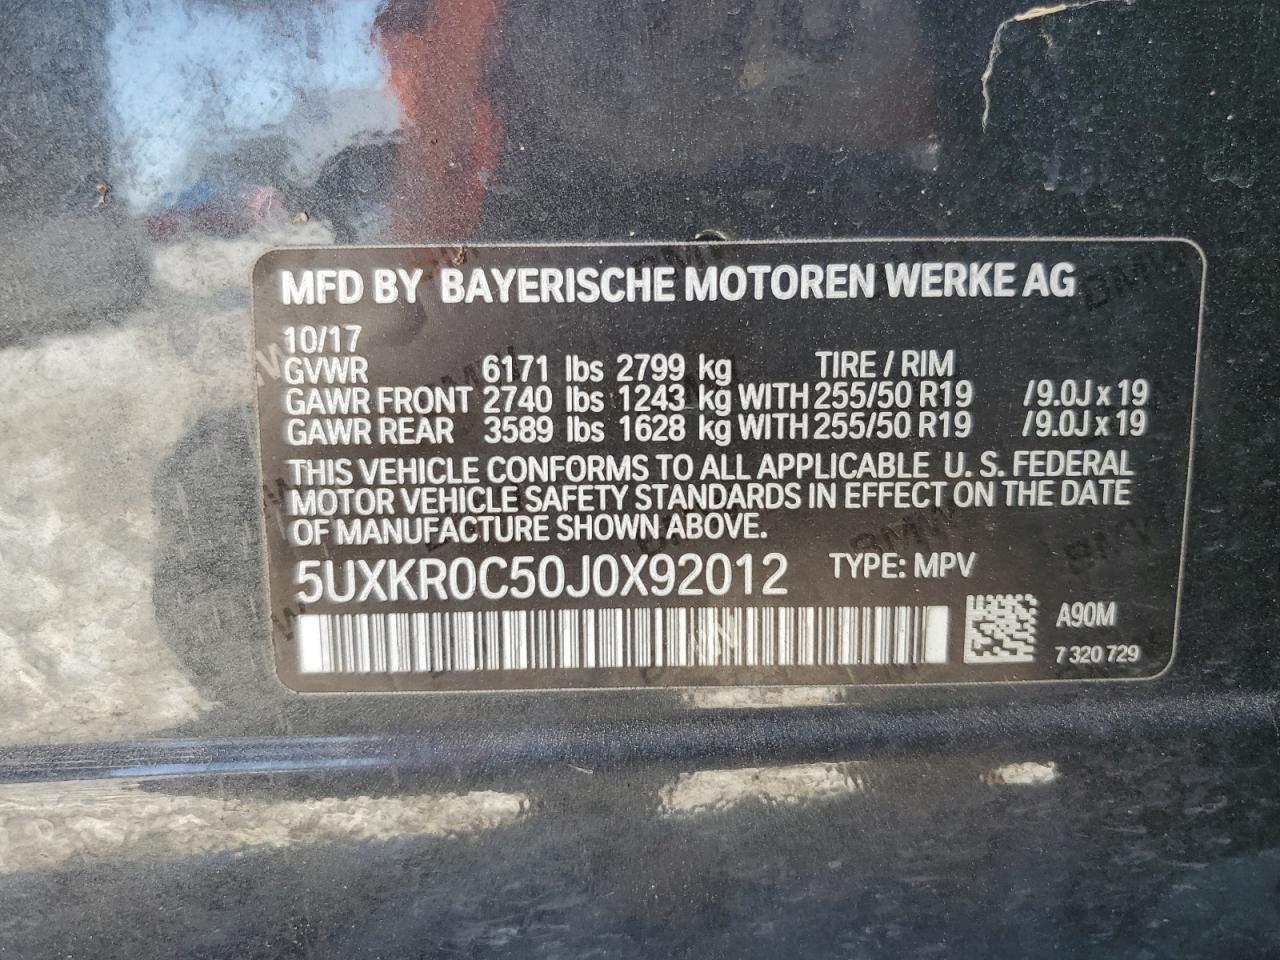 MFD BY BAYERISCHE MOTOREN WERKE AG
10/17
GVWR 6171 lbs 2799 kg TIRE / RIM
GAWR FRONT 2740 lbs 1243 kg WITH 255/50 R19 /9.0J x 19
GAWR REAR 3589 lbs 1628 kg WITH 255/50 R19 /9.0J x 19
THIS VEHICLE CONFORMS TO ALL APPLICABLE U. S. FEDERAL
MOTOR VEHICLE SAFETY STANDARDS IN EFFECT ON THE DATE
OF MANUFACTURE SHOWN ABOVE.
5UXKR0C50J0X92012 TYPE: MPV
A90M
7 320 729